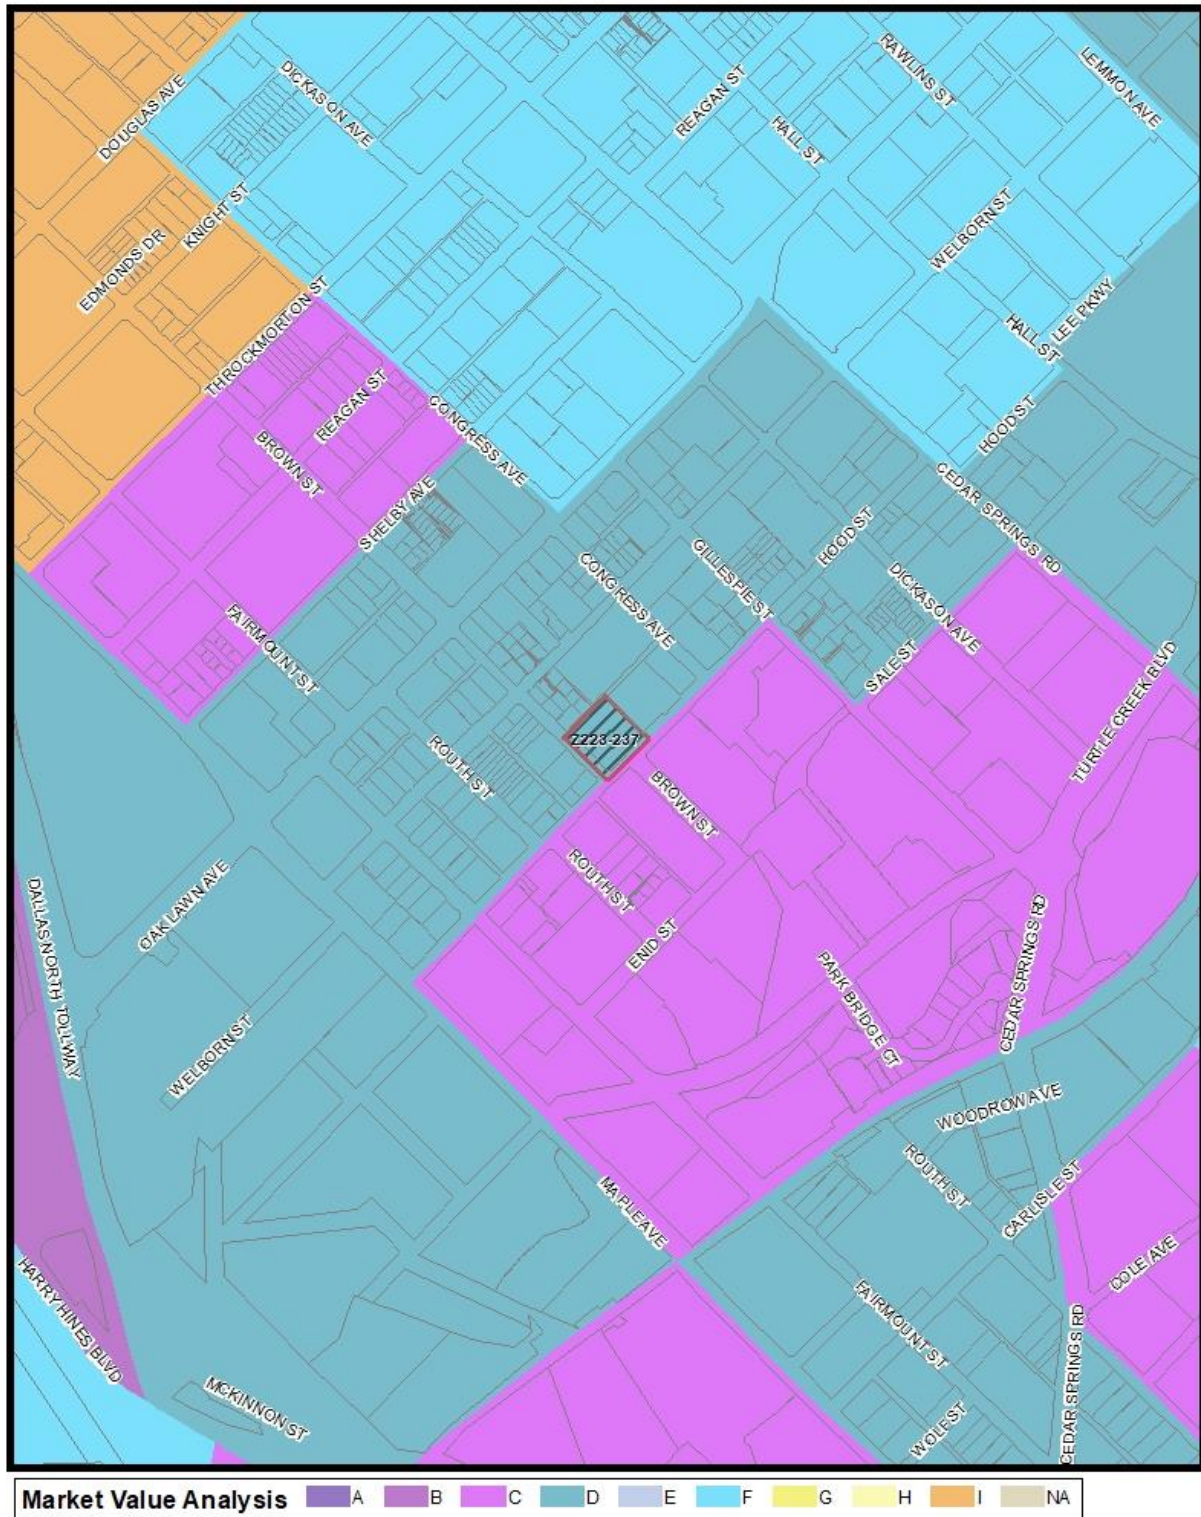 DOUGLAS AVE
DICKASON AVE
REAGAN ST
RAWLINS ST
LEMMON AVE
HALL ST
KNIGHT ST
EDMONDS DR
WELBORN ST
THROCKMORTON ST
LEE PKWY
HALL ST
REAGAN ST
BROWN ST
CONGRESS AVE
HOOD ST
SHELBY AVE
CEDAR SPRINGS RD
HOOD ST
GILLESPIE ST
CONGRESS AVE
DICKASON AVE
SALE ST
FAIRMOUNT ST
TURTLE CREEK BLVD
Z223-237
ROUTH ST
BROWN ST
ROUTH ST
OAK LAWN AVE
ENID ST
DALLAS NORTH TOLLWAY
CEDAR SPRINGS RD
PARK BRIDGE CT
WELBORN ST
WOODROW AVE
ROUTH ST
CARLISLE ST
MAPLE AVE
COLE AVE
HARRY HINES BLVD
FAIRMOUNT ST
CEDAR SPRINGS RD
MCKINNON ST
WOLF ST
Market Value Analysis A B C D E F G H I NA